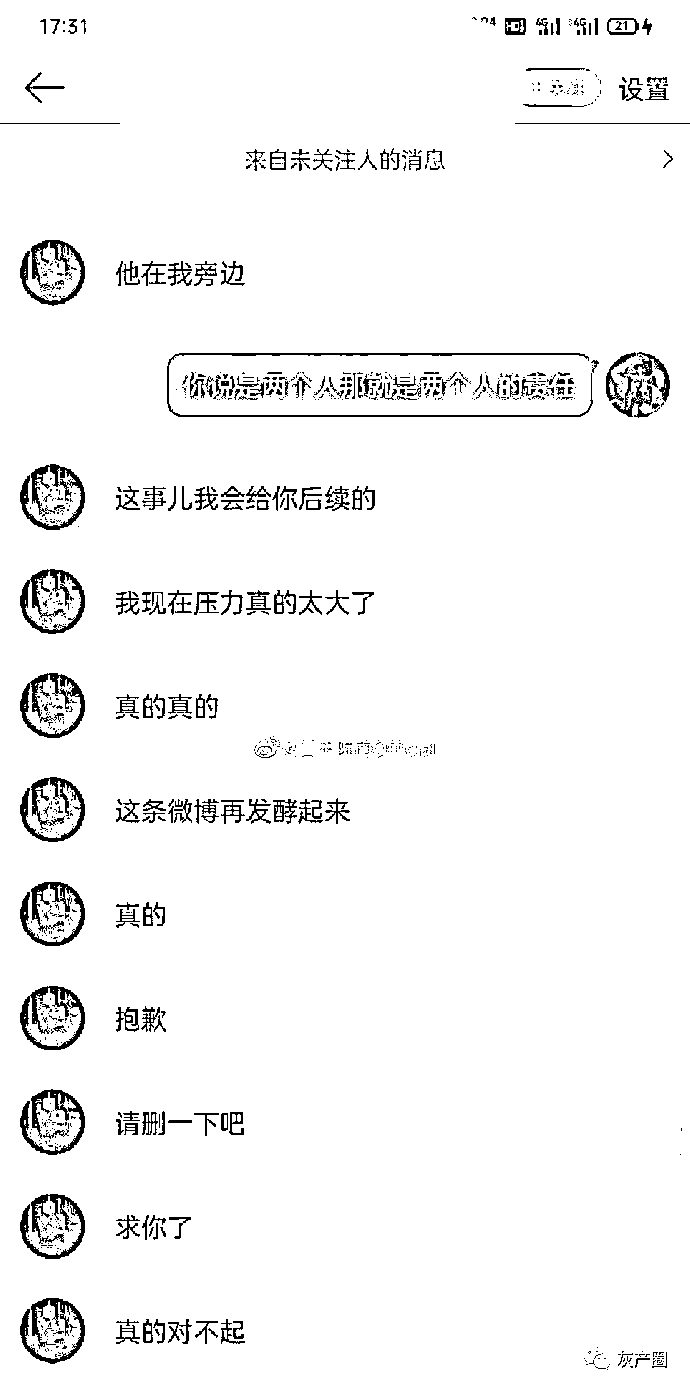 17:31
HD 4G 4G 21
设置
来自未关注人的消息
他在我旁边
你说是两个人那就是两个人的责任
这事儿我会给你后续的
我现在压力真的太大了
真的真的
这条微博再发酵起来
真的
抱歉
请删一下吧
求你了
真的对不起
灰产圈